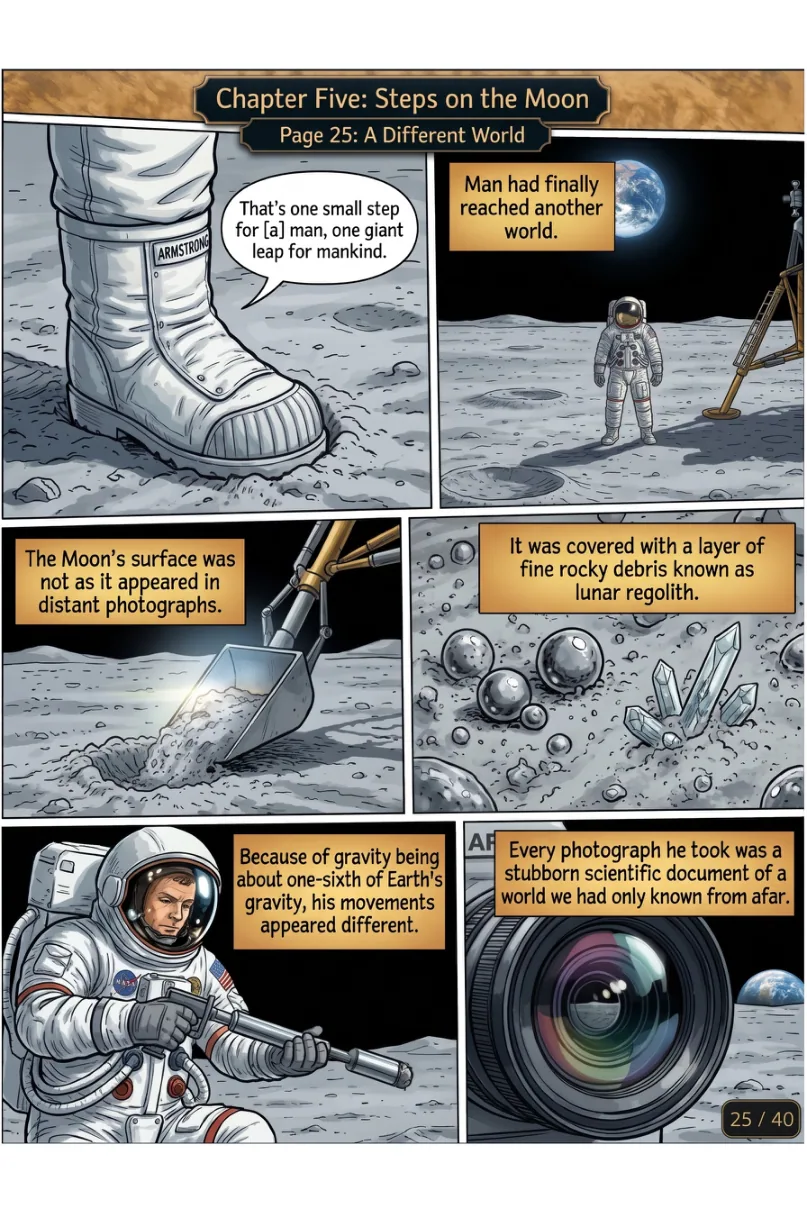 Chapter Five: Steps on the Moon
Page 25: A Different World
ARMSTRONG
That's one small step
for [a] man, one giant
leap for mankind.
Man had finally
reached another
world.
The Moon's surface was
not as it appeared in
distant photographs.
It was covered with a layer of
fine rocky debris known as
lunar regolith.
Because of gravity being
about one-sixth of Earth's
gravity, his movements
appeared different.
NASA
AR
Every photograph he took was a
stubborn scientific document of a
world we had only known from afar.
25 / 40